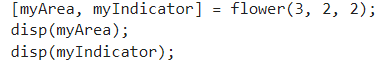 [myArea, myIndicator] = flower(3, 2, 2);
disp(myArea);
disp(myIndicator);